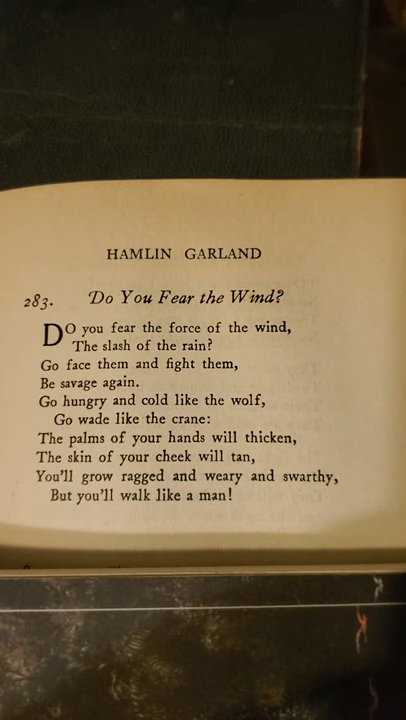 HAMLIN GARLAND
283. Do You Fear the Wind?
DO you fear the force of the wind,
The slash of the rain?
Go face them and fight them,
Be savage again.
Go hungry and cold like the wolf,
Go wade like the crane:
The palms of your hands will thicken,
The skin of your cheek will tan,
You'll grow ragged and weary and swarthy,
But you'll walk like a man!